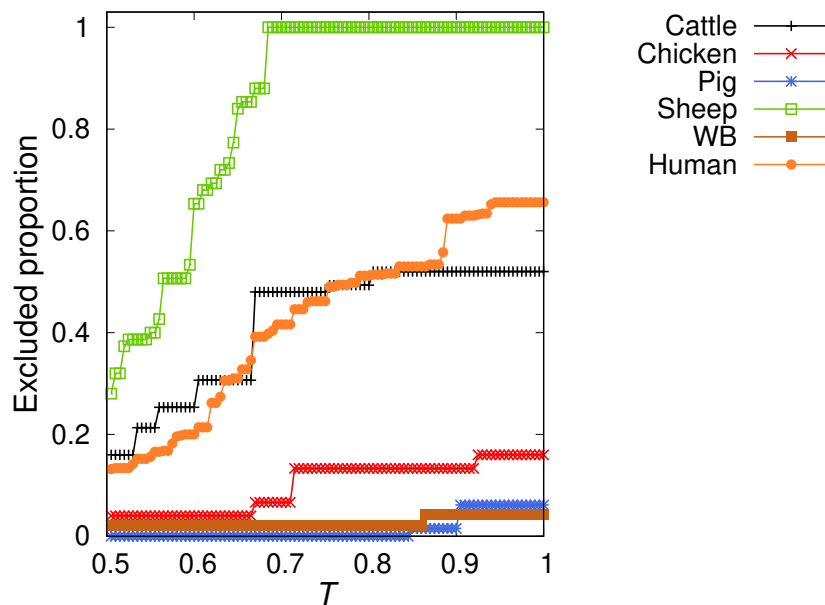 Cattle
Chicken
Pig
Sheep
WB
Human
Excluded proportion
1
0.8
0.6
0.4
0.2
0
0.5 0.6 0.7 0.8 0.9 1
T